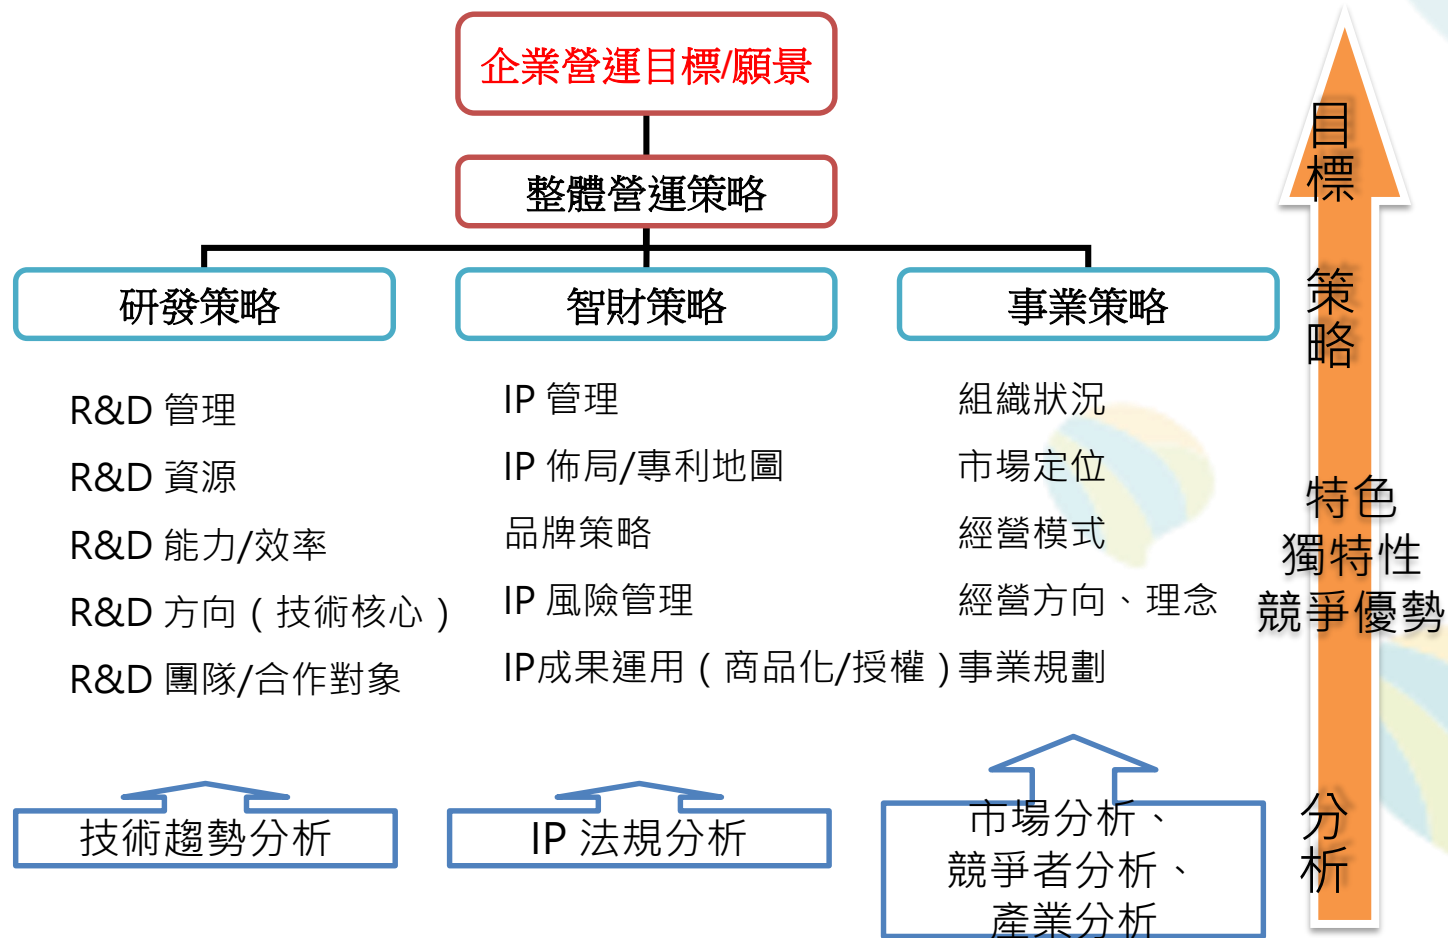 企業營運目標/願景
整體營運策略
研發策略
智財策略
事業策略
R&D 管理
R&D 資源
R&D 能力/效率
R&D 方向（技術核心）
R&D 團隊/合作對象
IP 管理
IP 佈局/專利地圖
品牌策略
IP 風險管理
IP成果運用（商品化/授權）
組織狀況
市場定位
經營模式
經營方向、理念
事業規劃
技術趨勢分析
IP 法規分析
市場分析、
競爭者分析、
產業分析
目標
策略
特色
獨特性
競爭優勢
分析